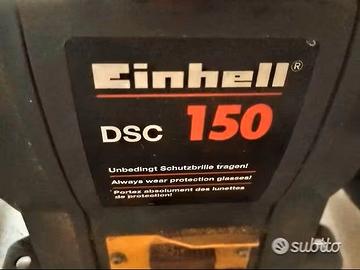 Einhell®
DSC 150
Unbedingt Schutzbrille tragen!
Always wear protection glasses!
Portez absolument des lunettes
de protection!
subito